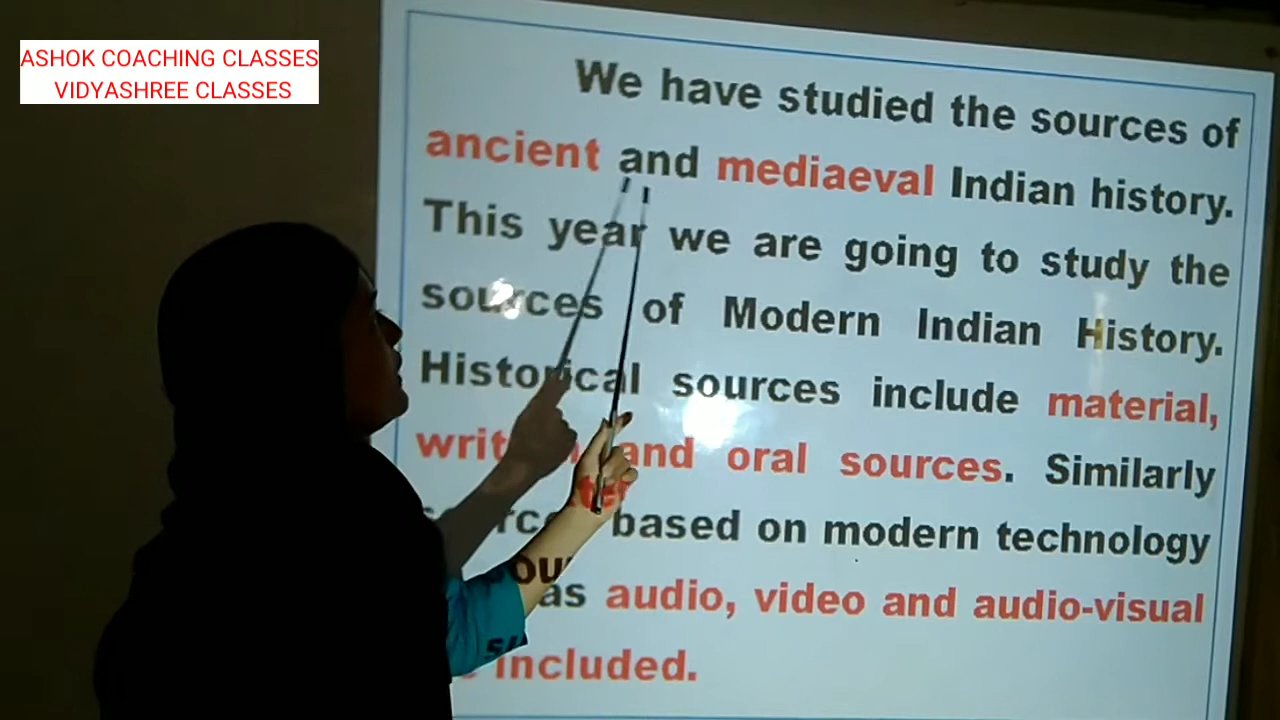 ASHOK COACHING CLASSES
VIDYASHREE CLASSES
We have studied the sources of
ancient and mediaeval Indian history.
This year we are going to study the
sources of Modern Indian History.
Historical sources include material,
written and oral sources. Similarly
sources based on modern technology
as audio, video and audio-visual
included.